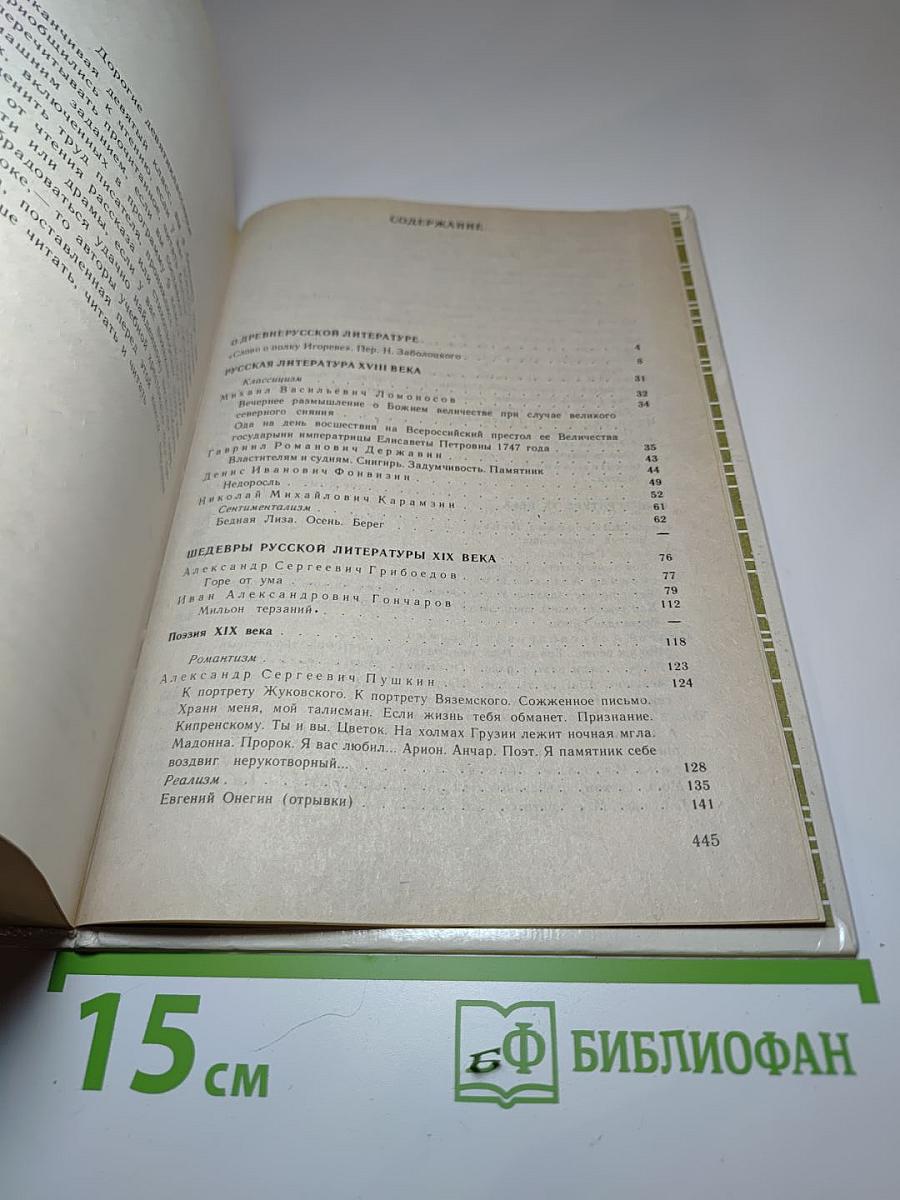 Дорогие
СОДЕРЖАНИЕ
О ДРЕВНЕРУССКОЙ ЛИТЕРАТУРЕ 4
«Слово о полку Игореве». Пер. Н. Заболоцкого 8
РУССКАЯ ЛИТЕРАТУРА XVIII ВЕКА 31
Классицизм 32
Михаил Васильевич Ломоносов 34
Вечернее размышление о Божием величестве при случае великого
северного сияния
Ода на день восшествия на Всероссийский престол ее Величества
государыни императрицы Елисаветы Петровны 1747 года 35
Гавриил Романович Державин 43
Властителям и судиям. Снигирь. Задумчивость. Памятник 44
Денис Иванович Фонвизин 49
Недоросль 52
Николай Михайлович Карамзин 61
Сентиментализм 62
Бедная Лиза. Осень. Берег —
ШЕДЕВРЫ РУССКОЙ ЛИТЕРАТУРЫ XIX ВЕКА 76
Александр Сергеевич Грибоедов 77
Горе от ума 79
Иван Александрович Гончаров 112
Мильон терзаний —
Поэзия XIX века 118
Романтизм 123
Александр Сергеевич Пушкин 124
К портрету Жуковского. К портрету Вяземского. Сожженное письмо.
Храни меня, мой талисман. Если жизнь тебя обманет. Признание.
Кипренскому. Ты и вы. Цветок. На холмах Грузии лежит ночная мгла.
Мадонна. Пророк. Я вас любил... Арион. Анчар. Поэт. Я памятник себе
воздвиг нерукотворный... 128
Реализм 135
Евгений Онегин (отрывки) 141
445
15 см
бФ БИБЛИОФАН